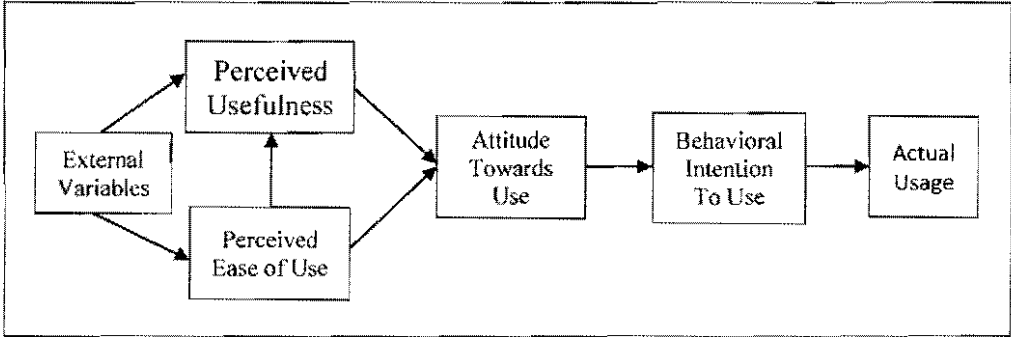 Perceived
Usefulness
External
Variables
Perceived
Ease of Use
Attitude
Towards
Use
Behavioral
Intention
To Use
Actual
Usage